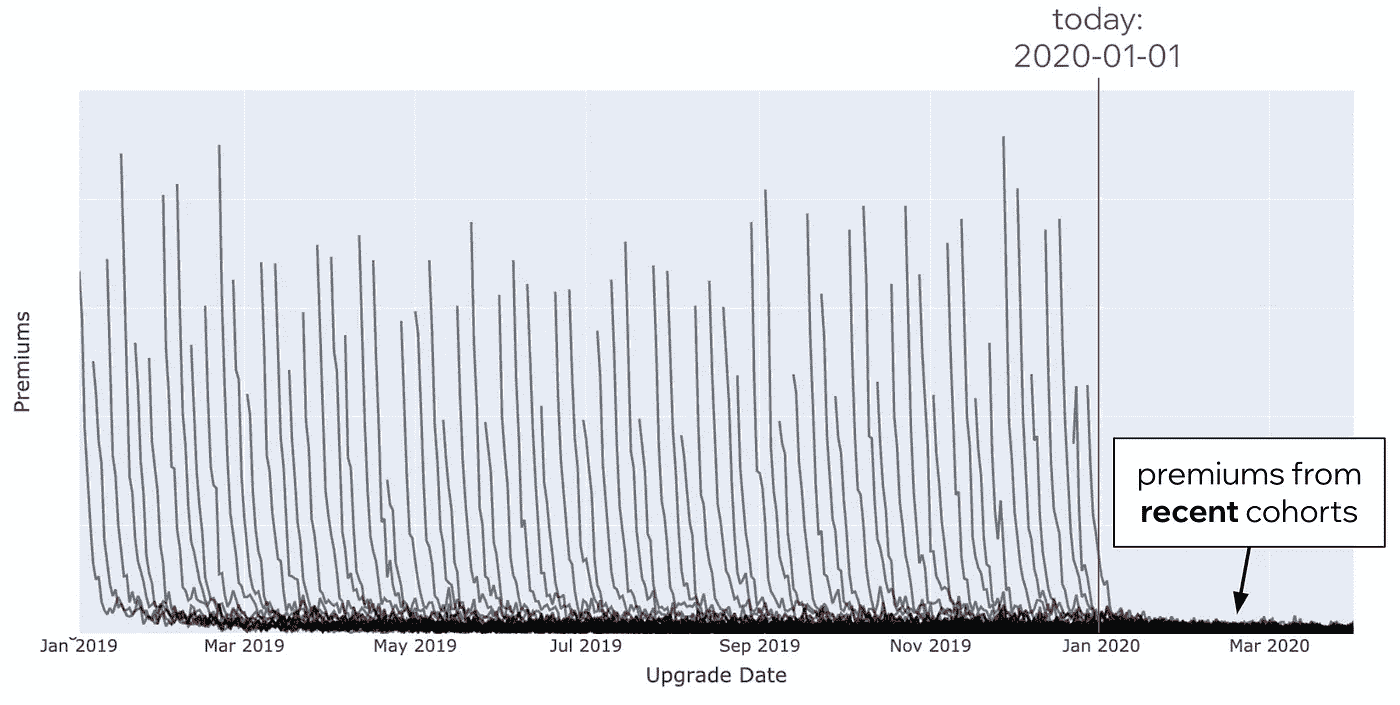 today:
2020-01-01
Premiums
premiums from
recent cohorts
Jan 2019
Mar 2019
May 2019
Jul 2019
Sep 2019
Nov 2019
Jan 2020
Mar 2020
Upgrade Date